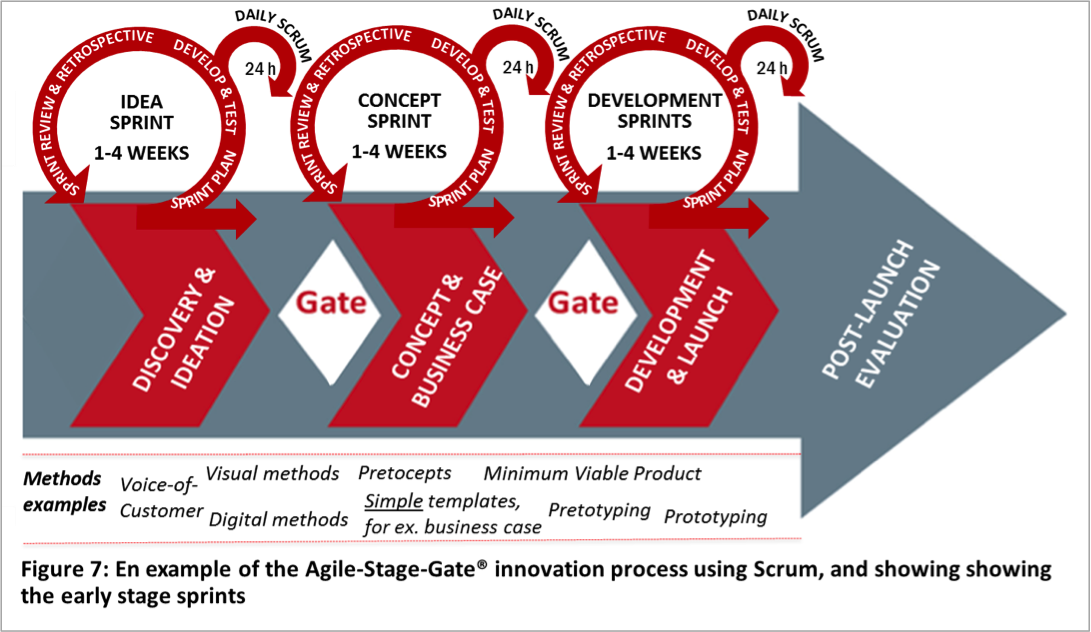 DAILY SCRUM
24 h
SPRINT REVIEW & RETROSPECTIVE
DEVELOP & TEST
SPRINT PLAN
IDEA
SPRINT
1-4 WEEKS
DAILY SCRUM
24 h
SPRINT REVIEW & RETROSPECTIVE
DEVELOP & TEST
SPRINT PLAN
CONCEPT
SPRINT
1-4 WEEKS
DAILY SCRUM
24 h
SPRINT REVIEW & RETROSPECTIVE
DEVELOP & TEST
SPRINT PLAN
DEVELOPMENT
SPRINTS
1-4 WEEKS
DISCOVERY &
IDEATION
Gate
CONCEPT &
BUSINESS CASE
Gate
DEVELOPMENT
& LAUNCH
POST-LAUNCH
EVALUATION
Methods
examples
Voice-of-
Customer
Visual methods
Digital methods
Pretocepts
Simple templates,
for ex. business case
Minimum Viable Product
Pretotyping
Prototyping
Figure 7: En example of the Agile-Stage-Gate® innovation process using Scrum, and showing showing
the early stage sprints